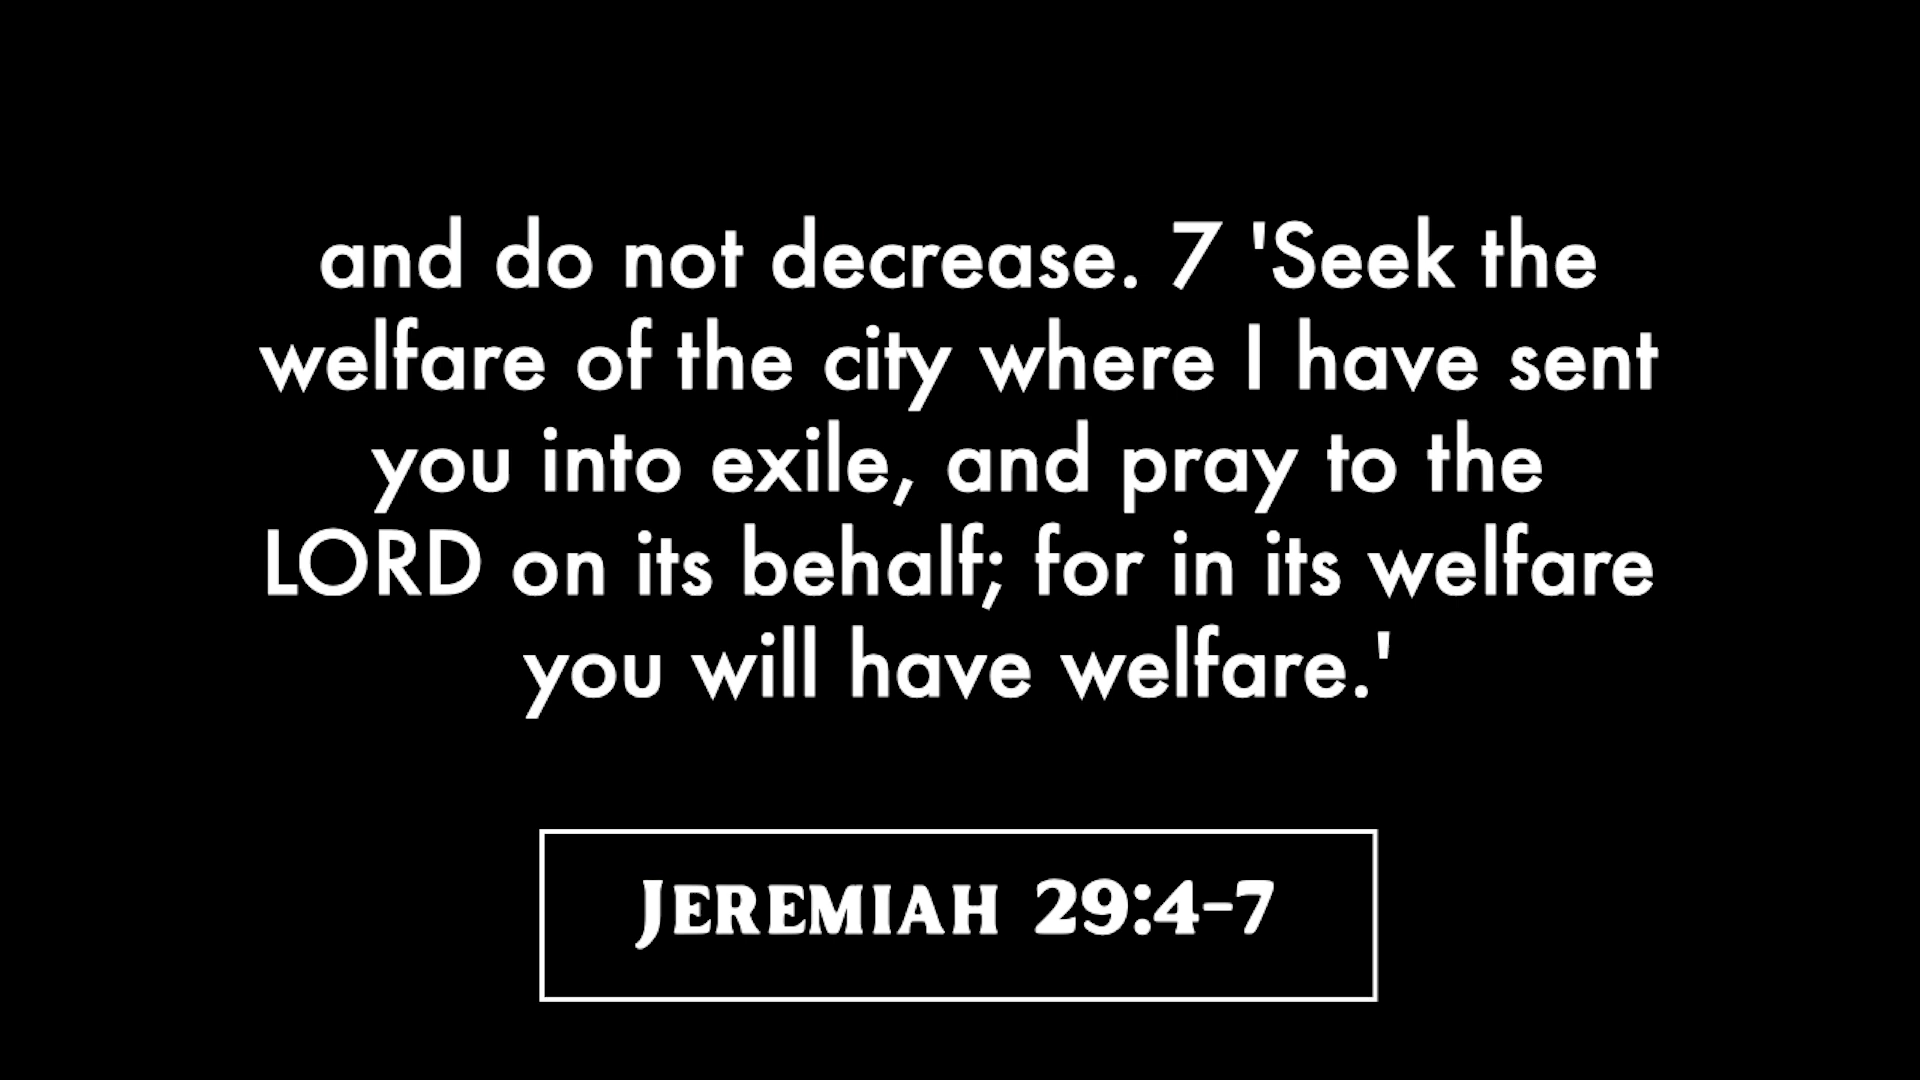 and do not decrease. 7 'Seek the
welfare of the city where I have sent
you into exile, and pray to the
LORD on its behalf; for in its welfare
you will have welfare.'
JEREMIAH 29:4-7